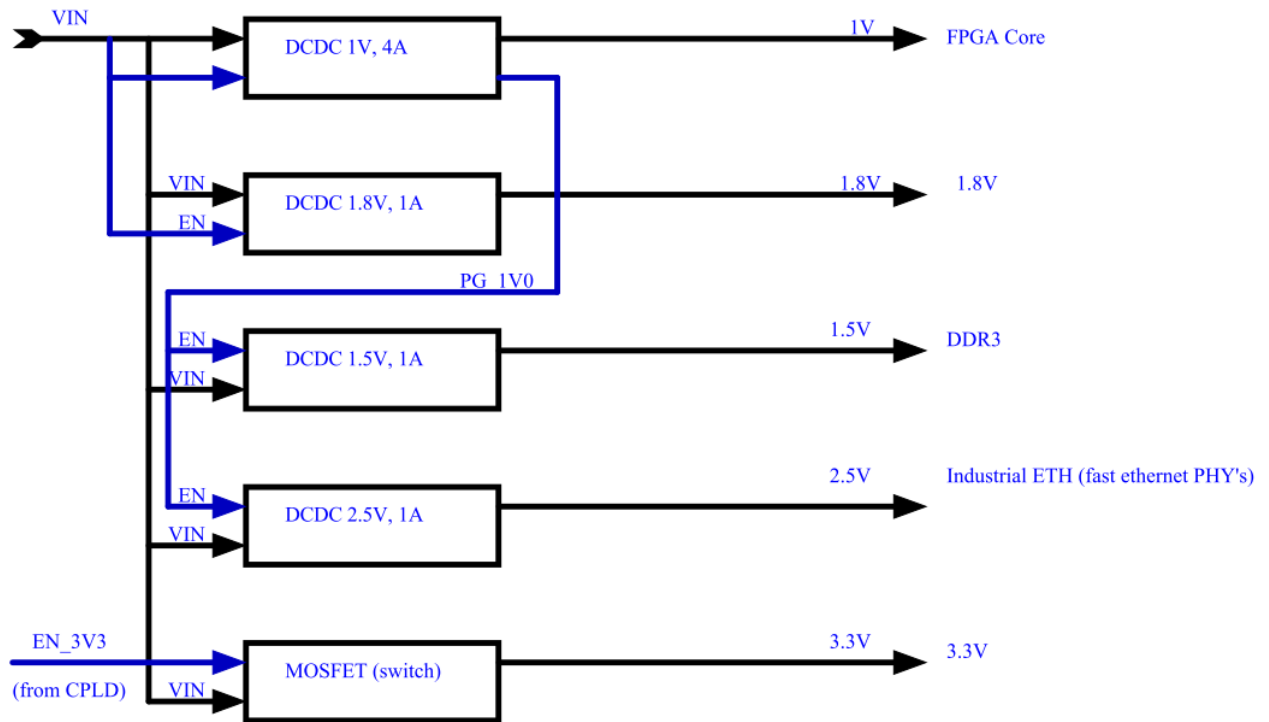 VIN
DCDC 1V, 4A
1V
FPGA Core
VIN
DCDC 1.8V, 1A
1.8V
1.8V
EN
PG_1V0
EN
DCDC 1.5V, 1A
1.5V
DDR3
VIN
EN
DCDC 2.5V, 1A
2.5V
Industrial ETH (fast ethernet PHY's)
VIN
EN_3V3
MOSFET (switch)
3.3V
3.3V
(from CPLD)
VIN